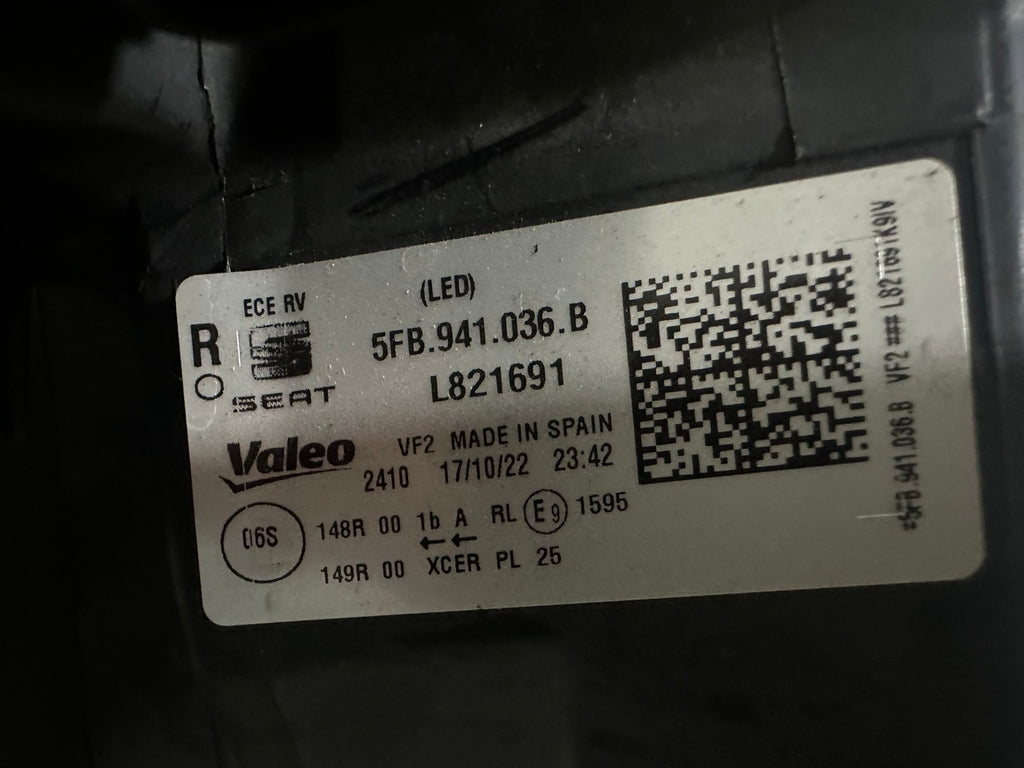 ECE RV
(LED)
R
5FB.941.036.B
SEAT
L821691
Valeo
VF2 MADE IN SPAIN
2410 17/10/22 23:42
06S
148R 00 1b A RL E9 1595
←←
149R 00 XCER PL 25
5FB.941.036.B VF2 ### L821691K9IV